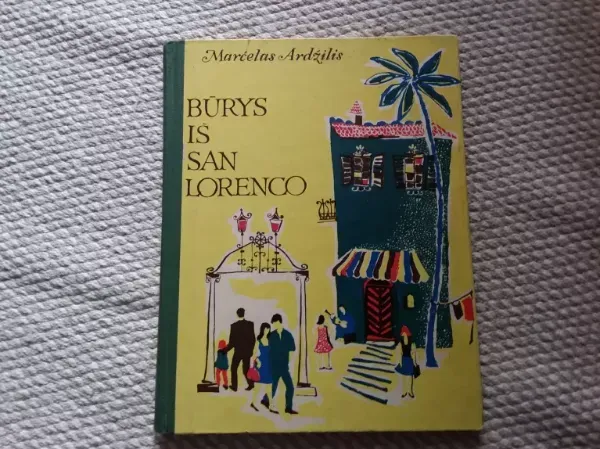 Marčelas Ardžilis
BŪRYS
IŠ
SAN
LORENCO